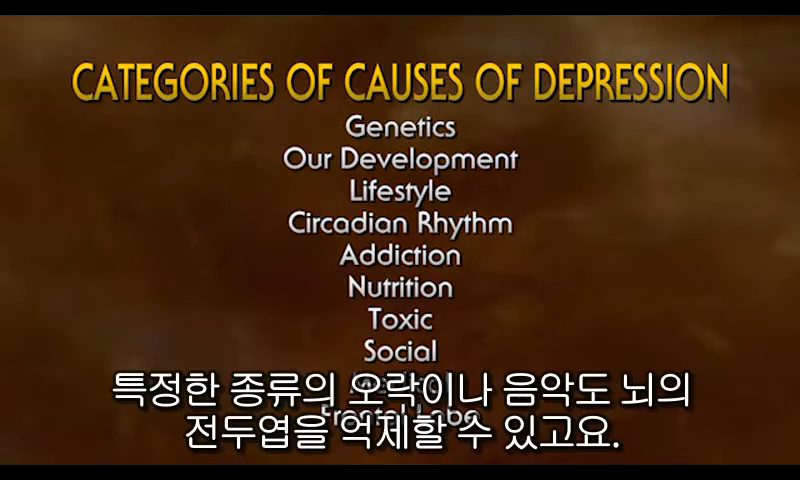 CATEGORIES OF CAUSES OF DEPRESSION
Genetics
Our Development
Lifestyle
Circadian Rhythm
Addiction
Nutrition
Toxic
Social
특정한 종류의 오락이나 음악도 뇌의
Frontal Lobe
전두엽을 억제할 수 있고요.